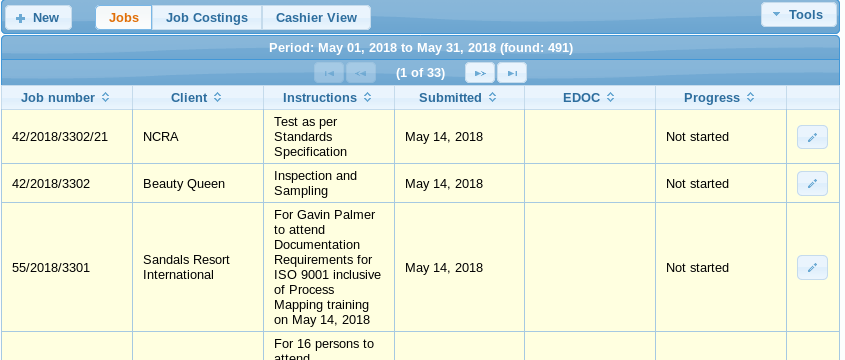 New Jobs Job Costings Cashier View Tools
Period: May 01, 2018 to May 31, 2018 (found: 491)
(1 of 33)
Job number Client Instructions Submitted EDOC Progress
42/2018/3302/21 NCRA Test as per Standards Specification May 14, 2018 Not started
42/2018/3302 Beauty Queen Inspection and Sampling May 14, 2018 Not started
55/2018/3301 Sandals Resort International For Gavin Palmer to attend Documentation Requirements for ISO 9001 inclusive of Process Mapping training on May 14, 2018 May 14, 2018 Not started
For 16 persons to
attend